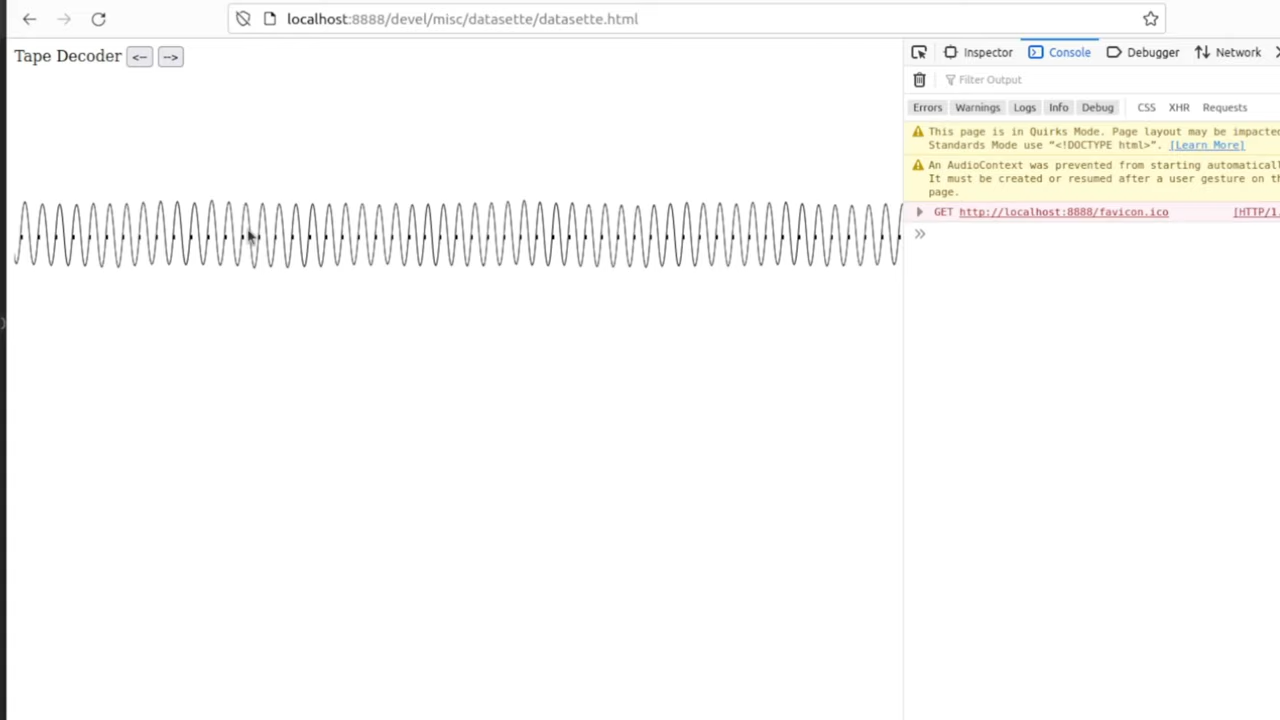 localhost:8888/devel/misc/datasette/datasette.html
Tape Decoder <-- -->
Inspector Console Debugger Network
Filter Output
Errors Warnings Logs Info Debug CSS XHR Requests
This page is in Quirks Mode. Page layout may be impacted
Standards Mode use “<!DOCTYPE html>”. [Learn More]
An AudioContext was prevented from starting automaticall
It must be created or resumed after a user gesture on th
page.
GET http://localhost:8888/favicon.ico [HTTP/1.